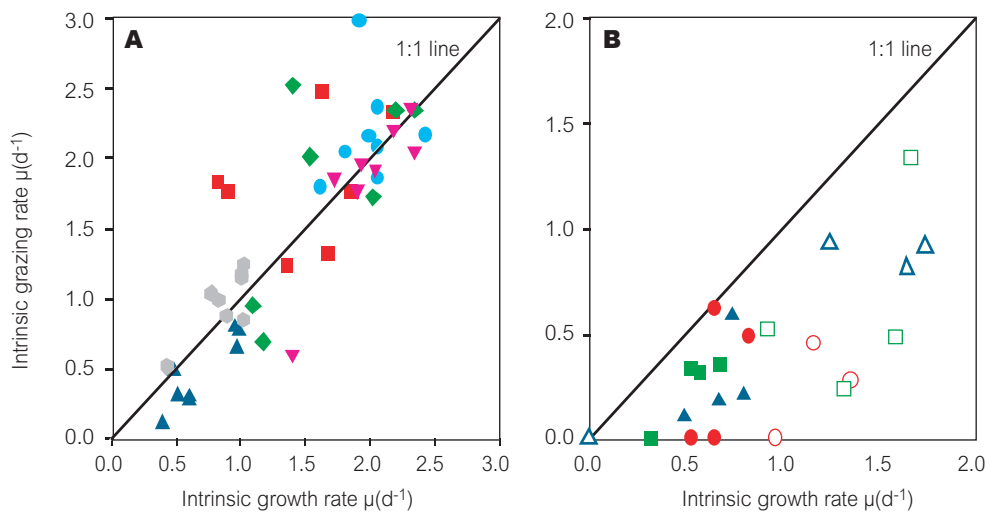 A
1:1 line
3.0
2.5
2.0
1.5
1.0
0.5
0.0
Intrinsic grazing rate µ(d-1)
0.0 0.5 1.0 1.5 2.0 2.5 3.0
Intrinsic growth rate µ(d-1)
B
1:1 line
2.0
1.5
1.0
0.5
0.0
0.0 0.5 1.0 1.5 2.0
Intrinsic growth rate µ(d-1)